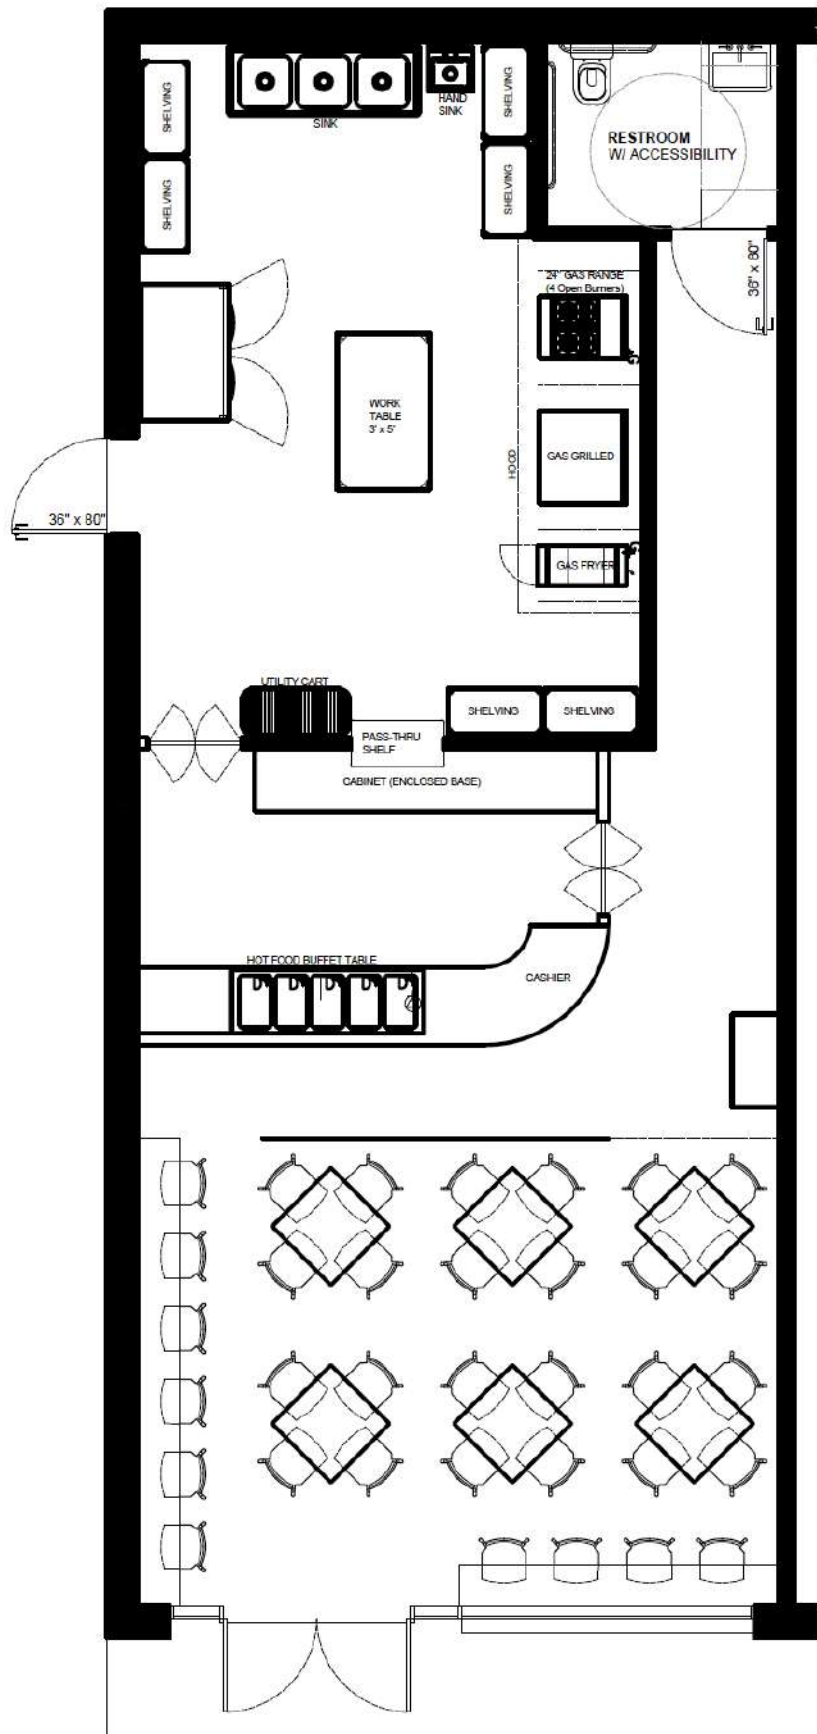 SHELVING
SHELVING
SINK
HAND
SINK
SHELVING
SHELVING
RESTROOM
W/ ACCESSIBILITY
36" x 80"
24" GAS RANGE
(4 Open Burners)
WORK
TABLE
3' x 5'
HOOD
GAS GRILLED
36" x 80"
GAS FRYER
UTILITY CART
SHELVING
SHELVING
PASS-THRU
SHELF
CABINET (ENCLOSED BASE)
HOT FOOD BUFFET TABLE
CASHIER
D
D
D
D
D